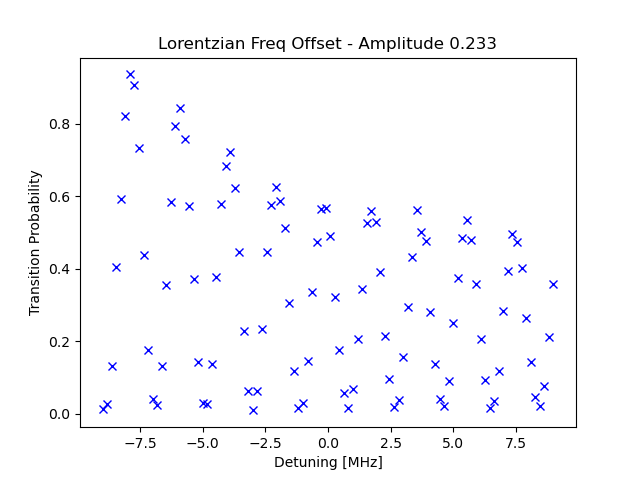 Lorentzian Freq Offset - Amplitude 0.233
Transition Probability
0.8
0.6
0.4
0.2
0.0
−7.5 −5.0 −2.5 0.0 2.5 5.0 7.5
Detuning [MHz]